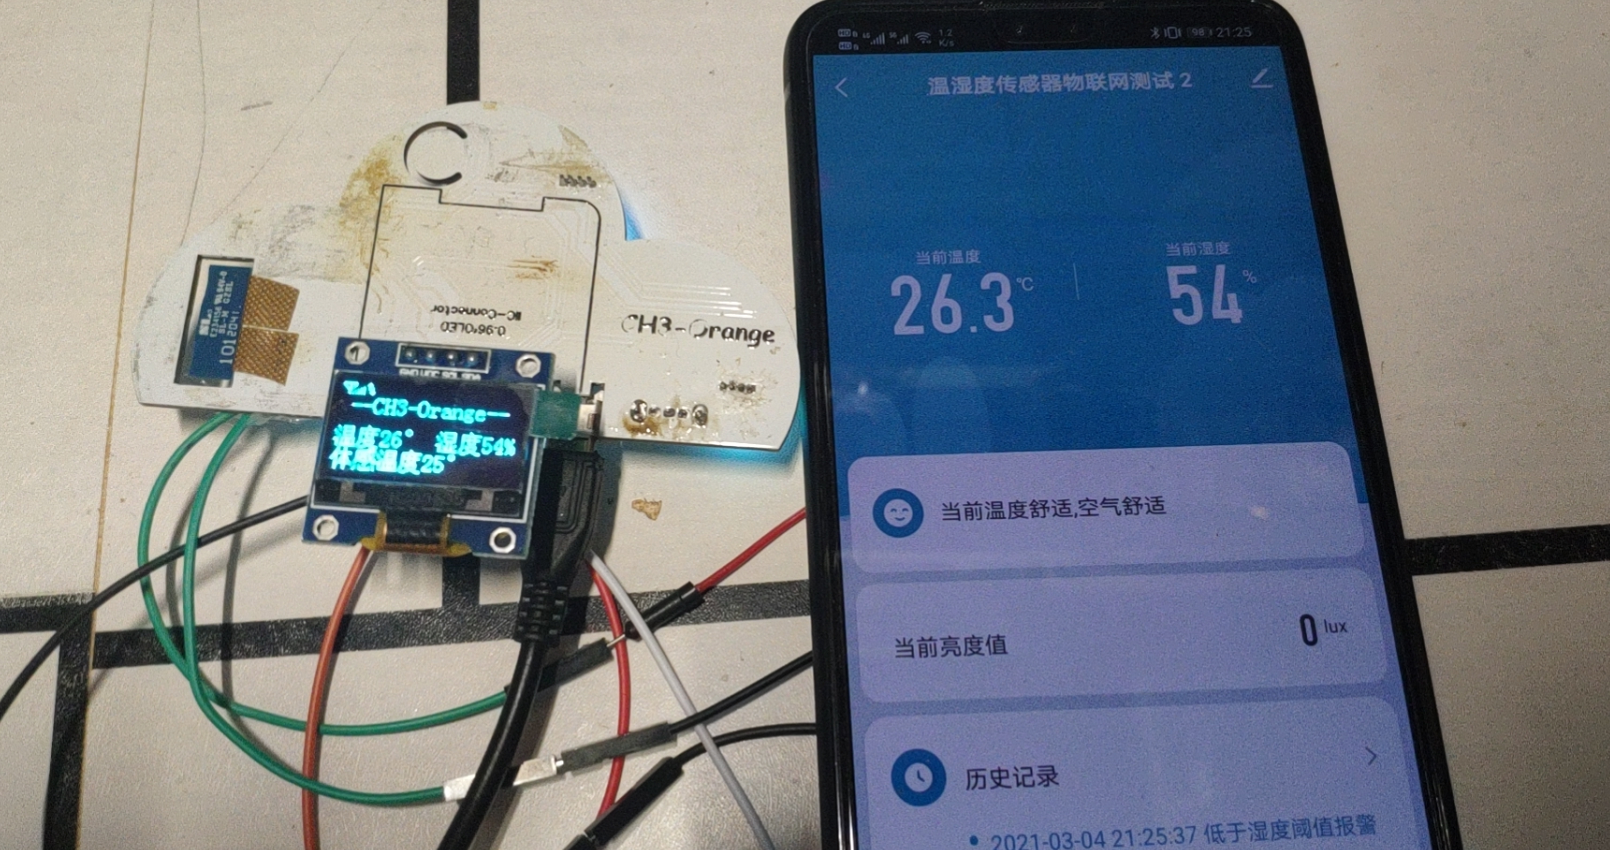 0.96'OLED
IIC-Connector
CH3-Orange
1012041
—CH3-Orange—
温度26° 湿度54%
体感温度25°
1.2
K/s
98
21:25
温湿度传感器物联网测试 2
当前温度
26.3℃
当前湿度
54%
当前温度舒适,空气舒适
当前亮度值
0 lux
历史记录
2021-03-04 21:25:37 低于湿度阈值报警